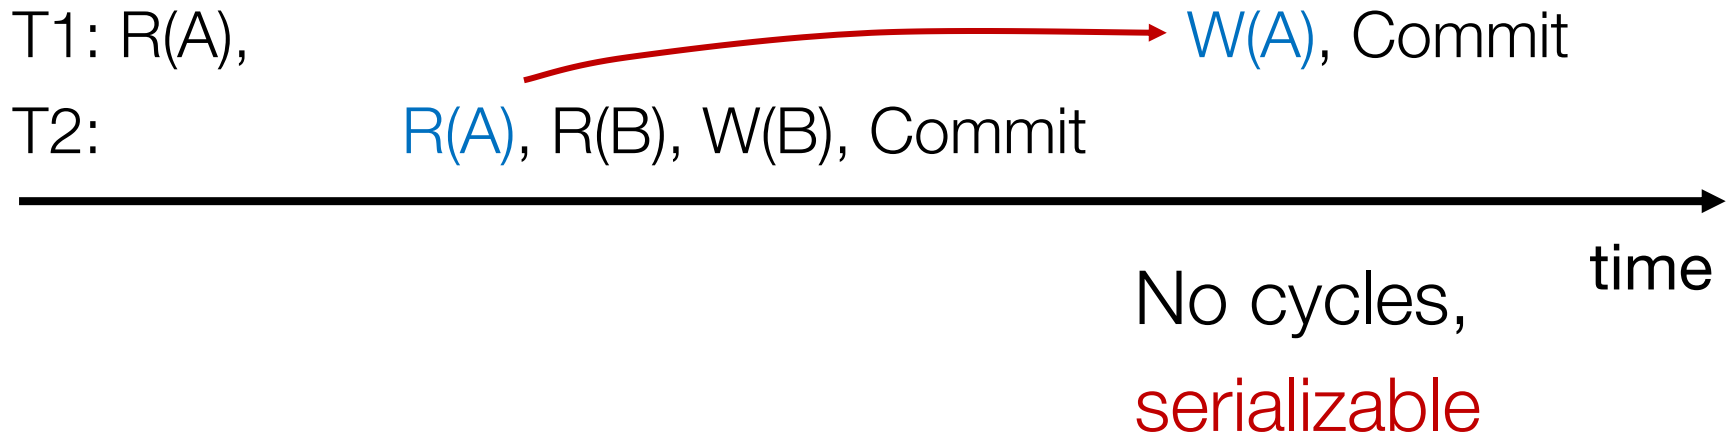 T1: R(A), W(A), Commit
T2: R(A), R(B), W(B), Commit
time
No cycles,
serializable